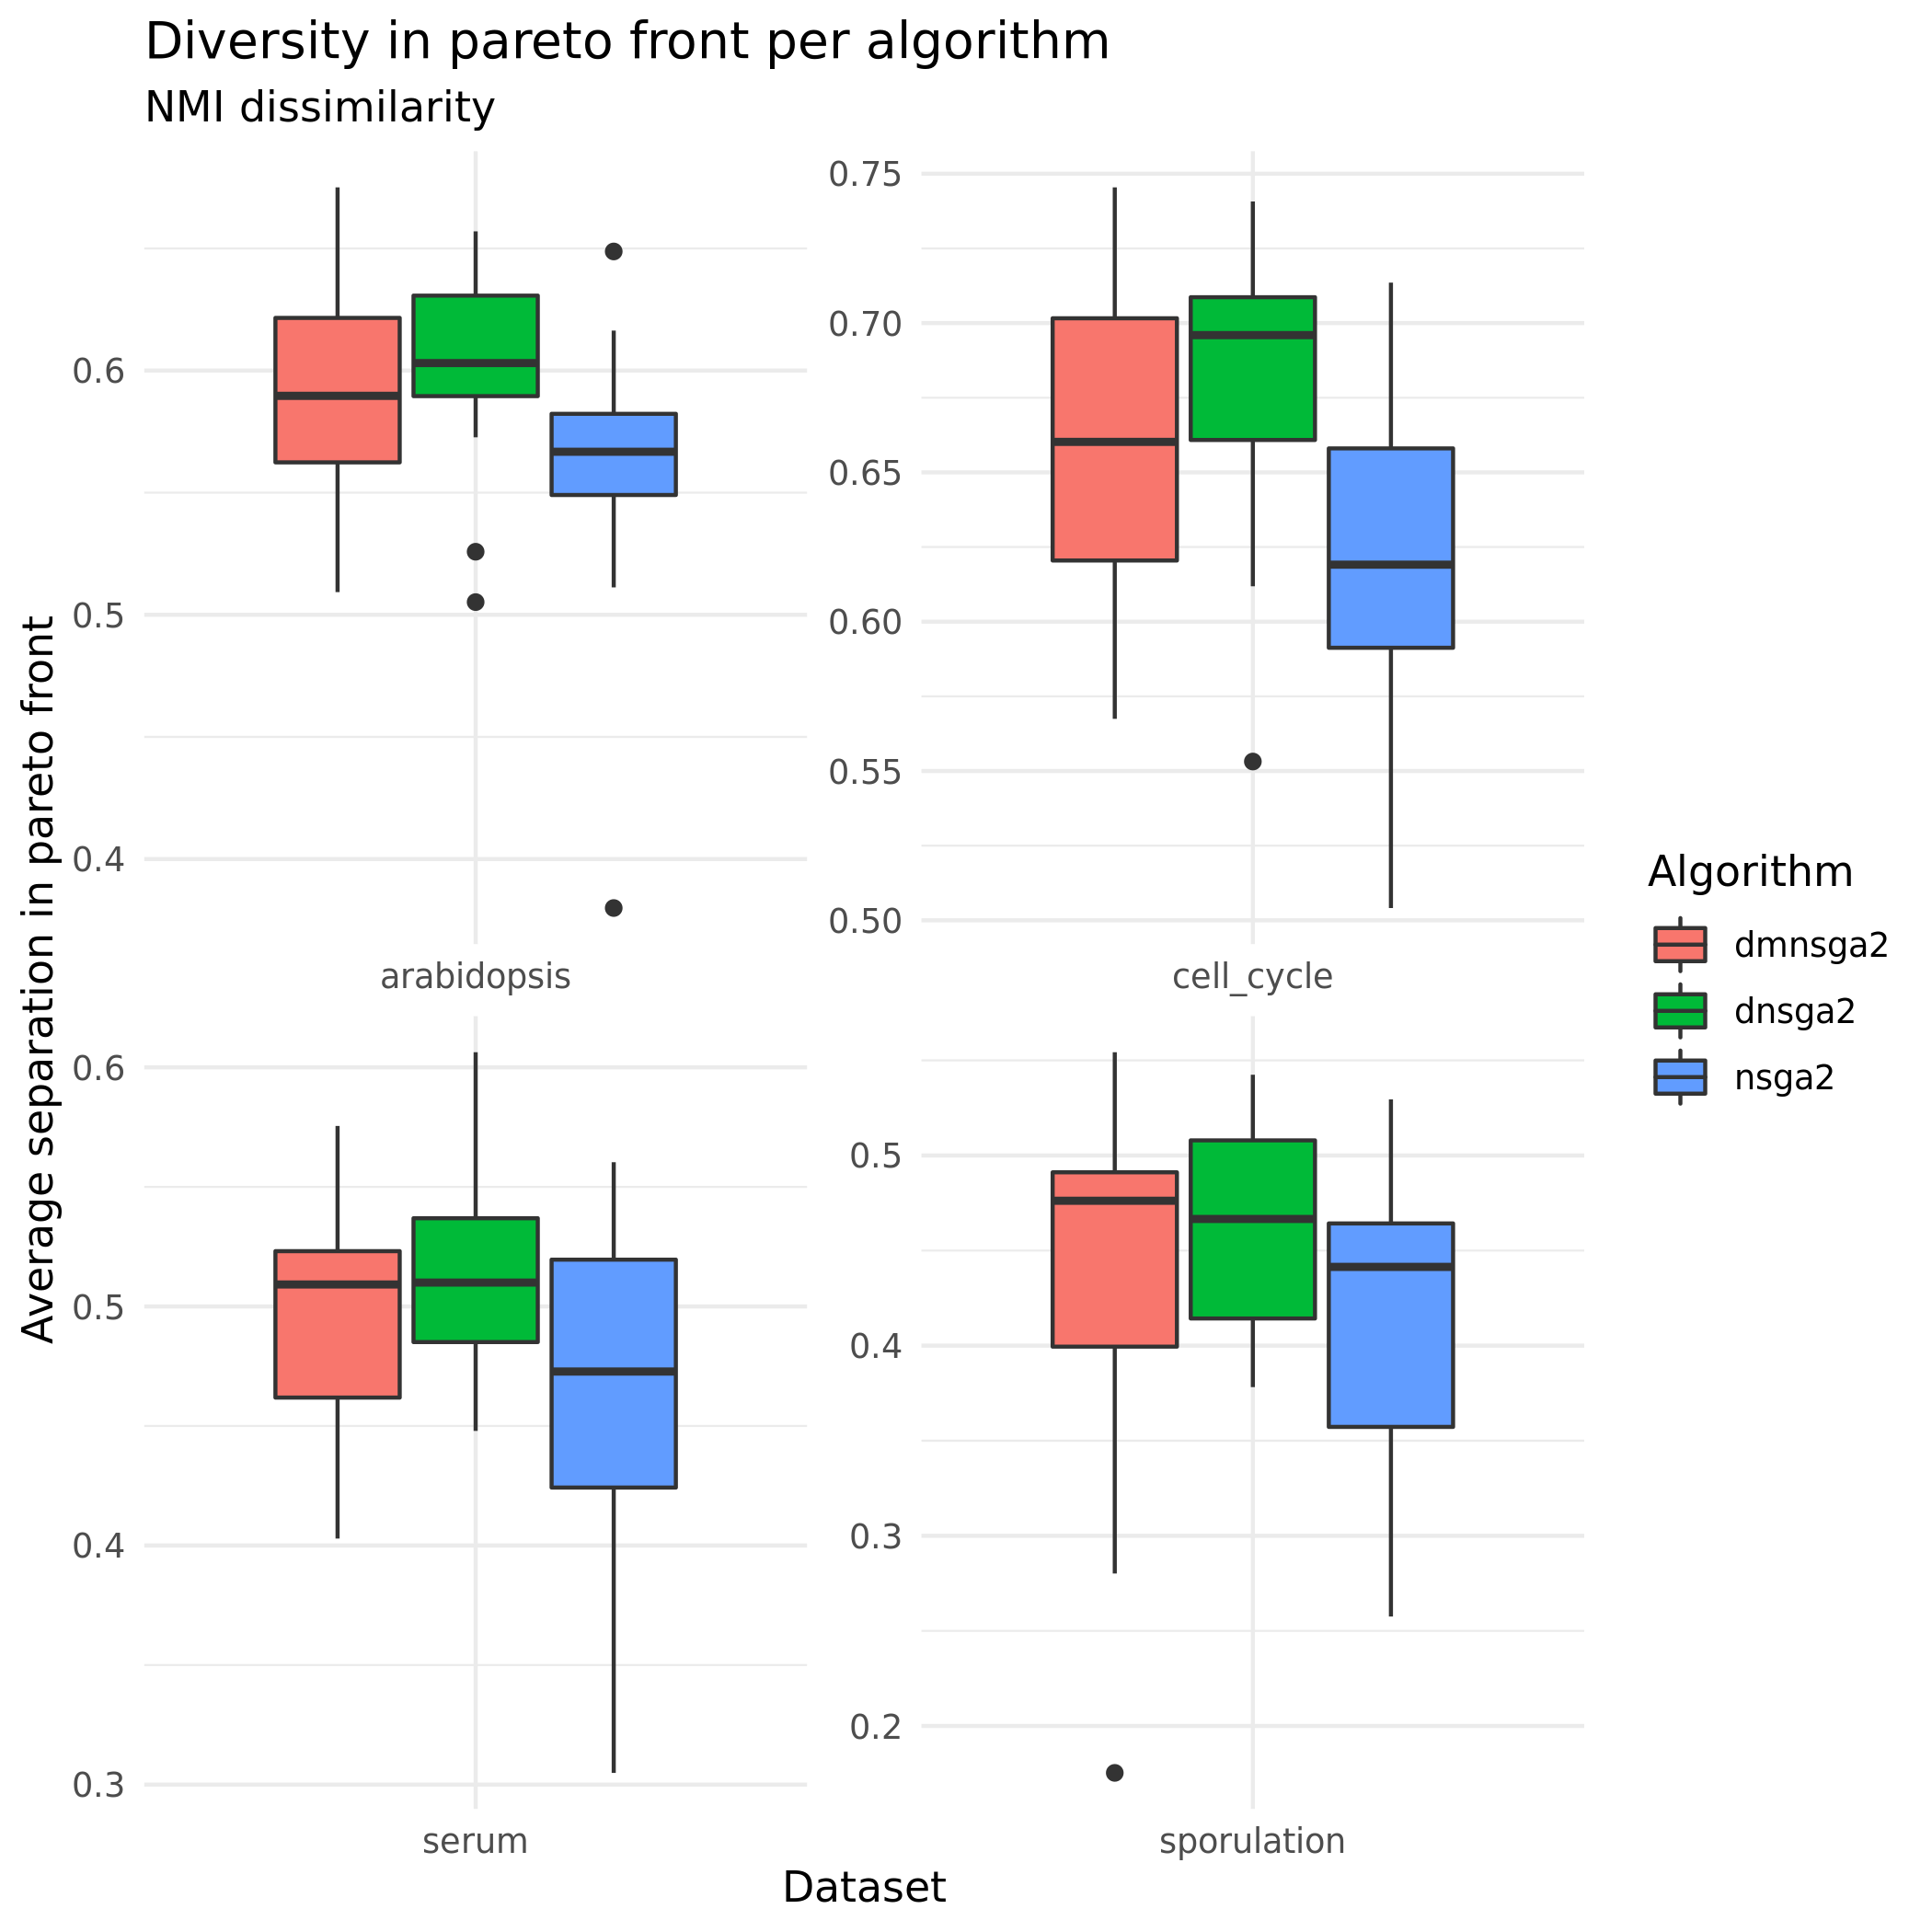 Diversity in pareto front per algorithm
NMI dissimilarity
Average separation in pareto front
0.6
0.5
0.4
arabidopsis
0.75
0.70
0.65
0.60
0.55
0.50
cell_cycle
0.6
0.5
0.4
0.3
serum
0.5
0.4
0.3
0.2
sporulation
Dataset
Algorithm
dmnsga2
dnsga2
nsga2